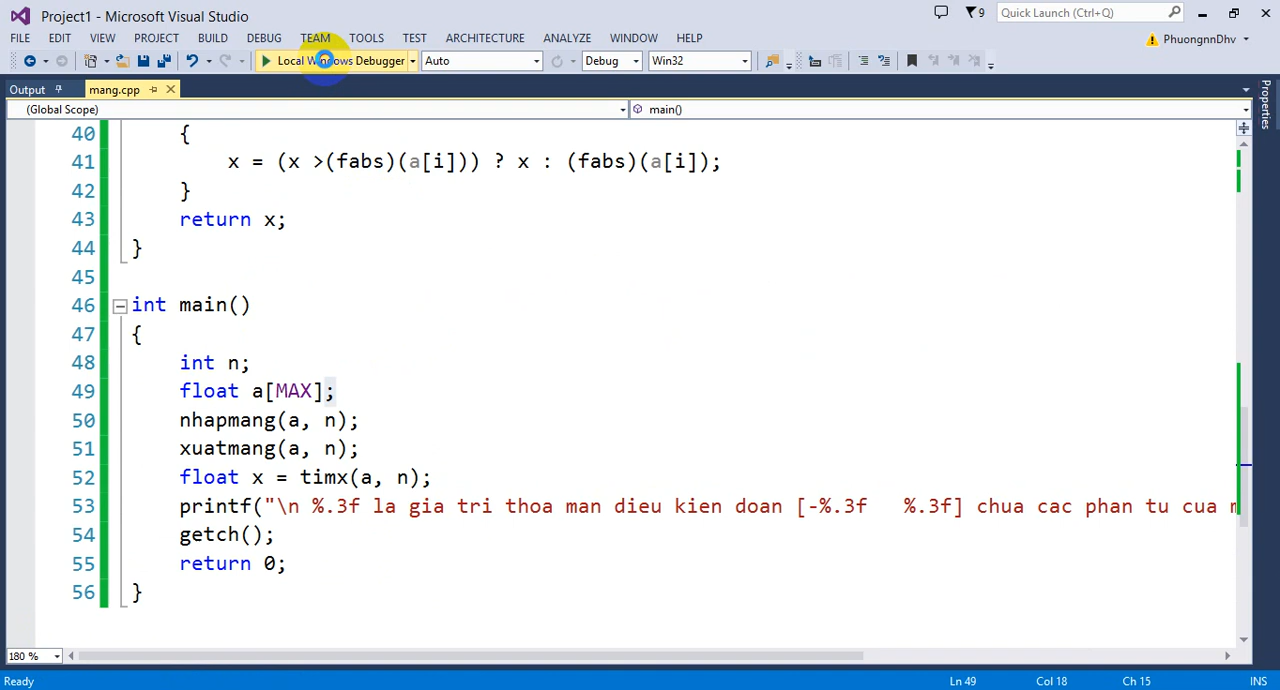 Project1 - Microsoft Visual Studio
9
Quick Launch (Ctrl+Q)
FILE EDIT VIEW PROJECT BUILD DEBUG TEAM TOOLS TEST ARCHITECTURE ANALYZE WINDOW HELP
PhuongnnDhv
Local Windows Debugger Auto Debug Win32
Output mang.cpp
(Global Scope) main()
Properties
40 {
41 x = (x >(fabs)(a[i])) ? x : (fabs)(a[i]);
42 }
43 return x;
44 }
45
46 int main()
47 {
48 int n;
49 float a[MAX];
50 nhapmang(a, n);
51 xuatmang(a, n);
52 float x = timx(a, n);
53 printf("\n %.3f la gia tri thoa man dieu kien doan [-%.3f   %.3f] chua cac phan tu cua
54 getch();
55 return 0;
56 }
180 %
Ready Ln 49 Col 18 Ch 15 INS